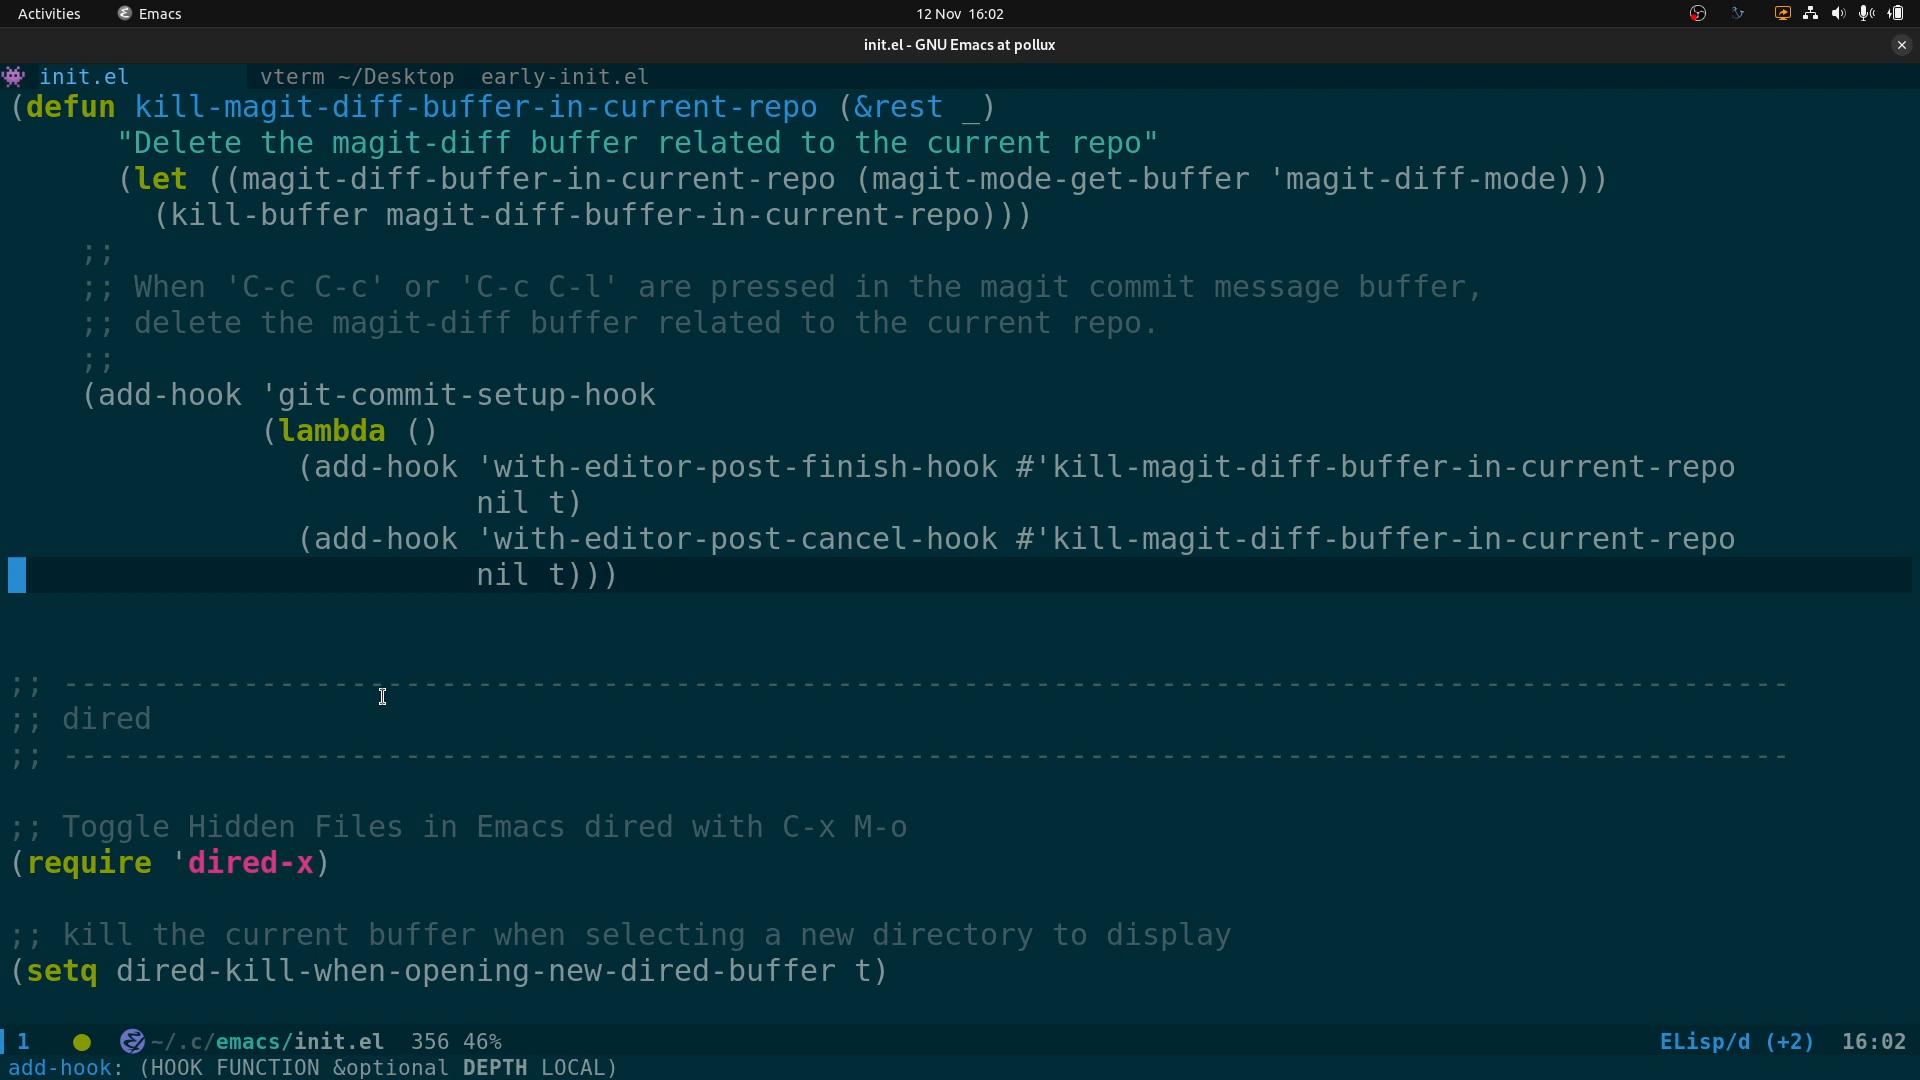 Activities Emacs 12 Nov 16:02
init.el - GNU Emacs at pollux
init.el vterm ~/Desktop early-init.el
(defun kill-magit-diff-buffer-in-current-repo (&rest _)
"Delete the magit-diff buffer related to the current repo"
(let ((magit-diff-buffer-in-current-repo (magit-mode-get-buffer 'magit-diff-mode)))
(kill-buffer magit-diff-buffer-in-current-repo)))
;;
;; When 'C-c C-c' or 'C-c C-l' are pressed in the magit commit message buffer,
;; delete the magit-diff buffer related to the current repo.
;;
(add-hook 'git-commit-setup-hook
(lambda ()
(add-hook 'with-editor-post-finish-hook #'kill-magit-diff-buffer-in-current-repo
nil t)
(add-hook 'with-editor-post-cancel-hook #'kill-magit-diff-buffer-in-current-repo
nil t)))
;; ------------------------------------------------------------------------------------------------
;; dired
;; ------------------------------------------------------------------------------------------------
;; Toggle Hidden Files in Emacs dired with C-x M-o
(require 'dired-x)
;; kill the current buffer when selecting a new directory to display
(setq dired-kill-when-opening-new-dired-buffer t)
1 ~/.c/emacs/init.el 356 46% ELisp/d (+2) 16:02
add-hook: (HOOK FUNCTION &optional DEPTH LOCAL)